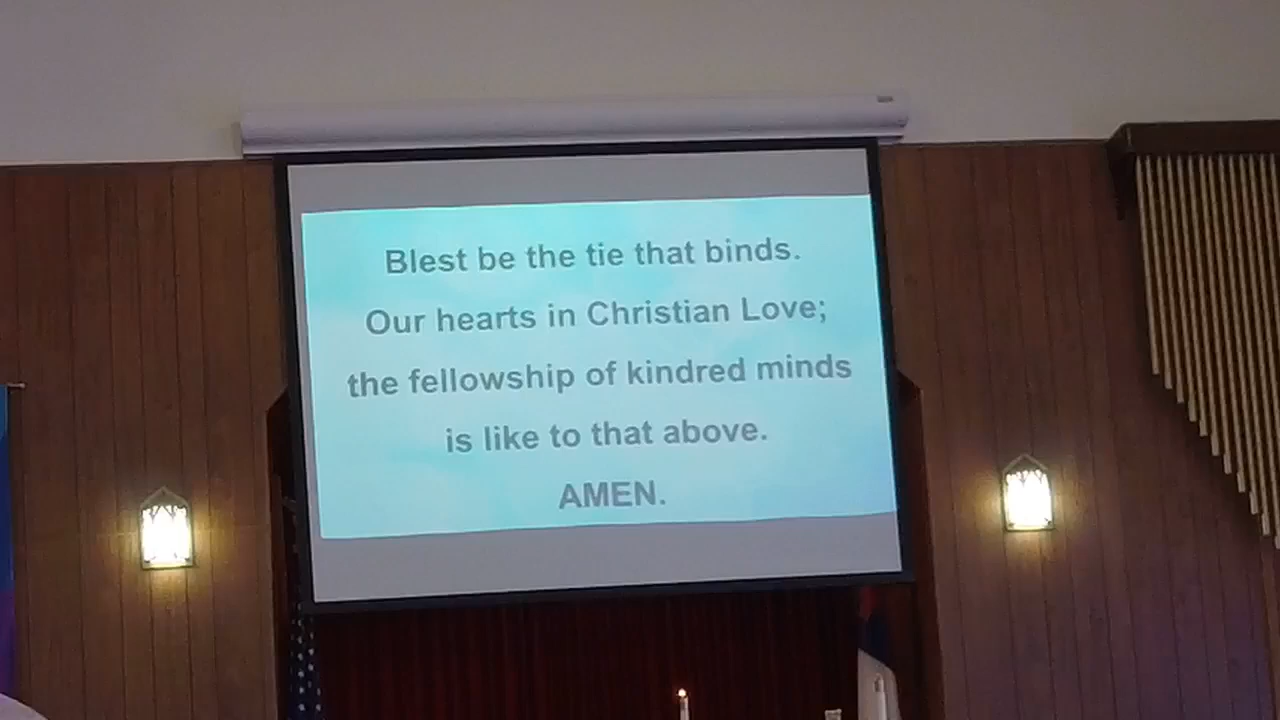 Blest be the tie that binds.
Our hearts in Christian Love;
the fellowship of kindred minds
is like to that above.
AMEN.